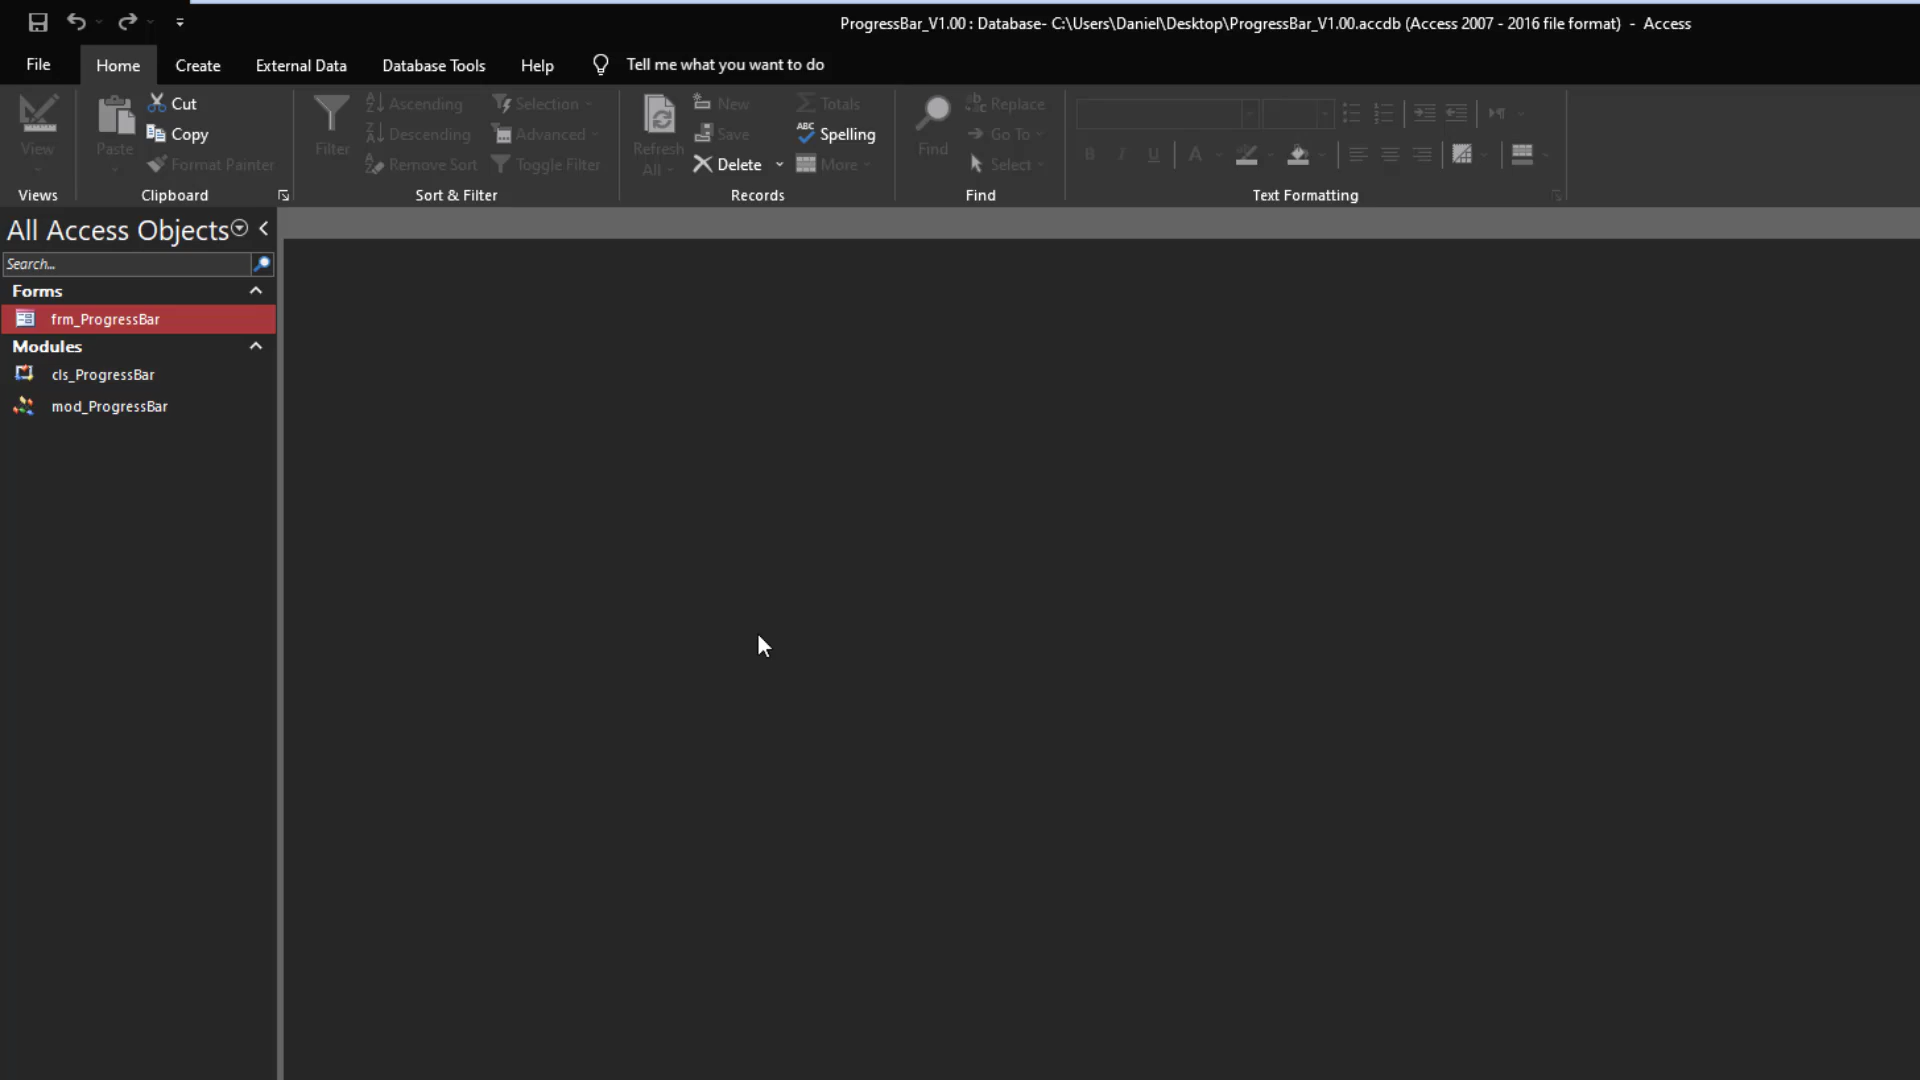 ProgressBar_V1.00 : Database- C:\Users\Daniel\Desktop\ProgressBar_V1.00.accdb (Access 2007 - 2016 file format) - Access
File Home Create External Data Database Tools Help Tell me what you want to do
View
Views
Paste
Cut
Copy
Format Painter
Clipboard
Filter
Ascending
Descending
Remove Sort
Selection
Advanced
Toggle Filter
Sort & Filter
Refresh
All
New
Save
Delete
Totals
ABC
Spelling
More
Records
Find
Replace
Go To
Select
Find
B I U A
Text Formatting
All Access Objects
Search...
Forms
frm_ProgressBar
Modules
cls_ProgressBar
mod_ProgressBar